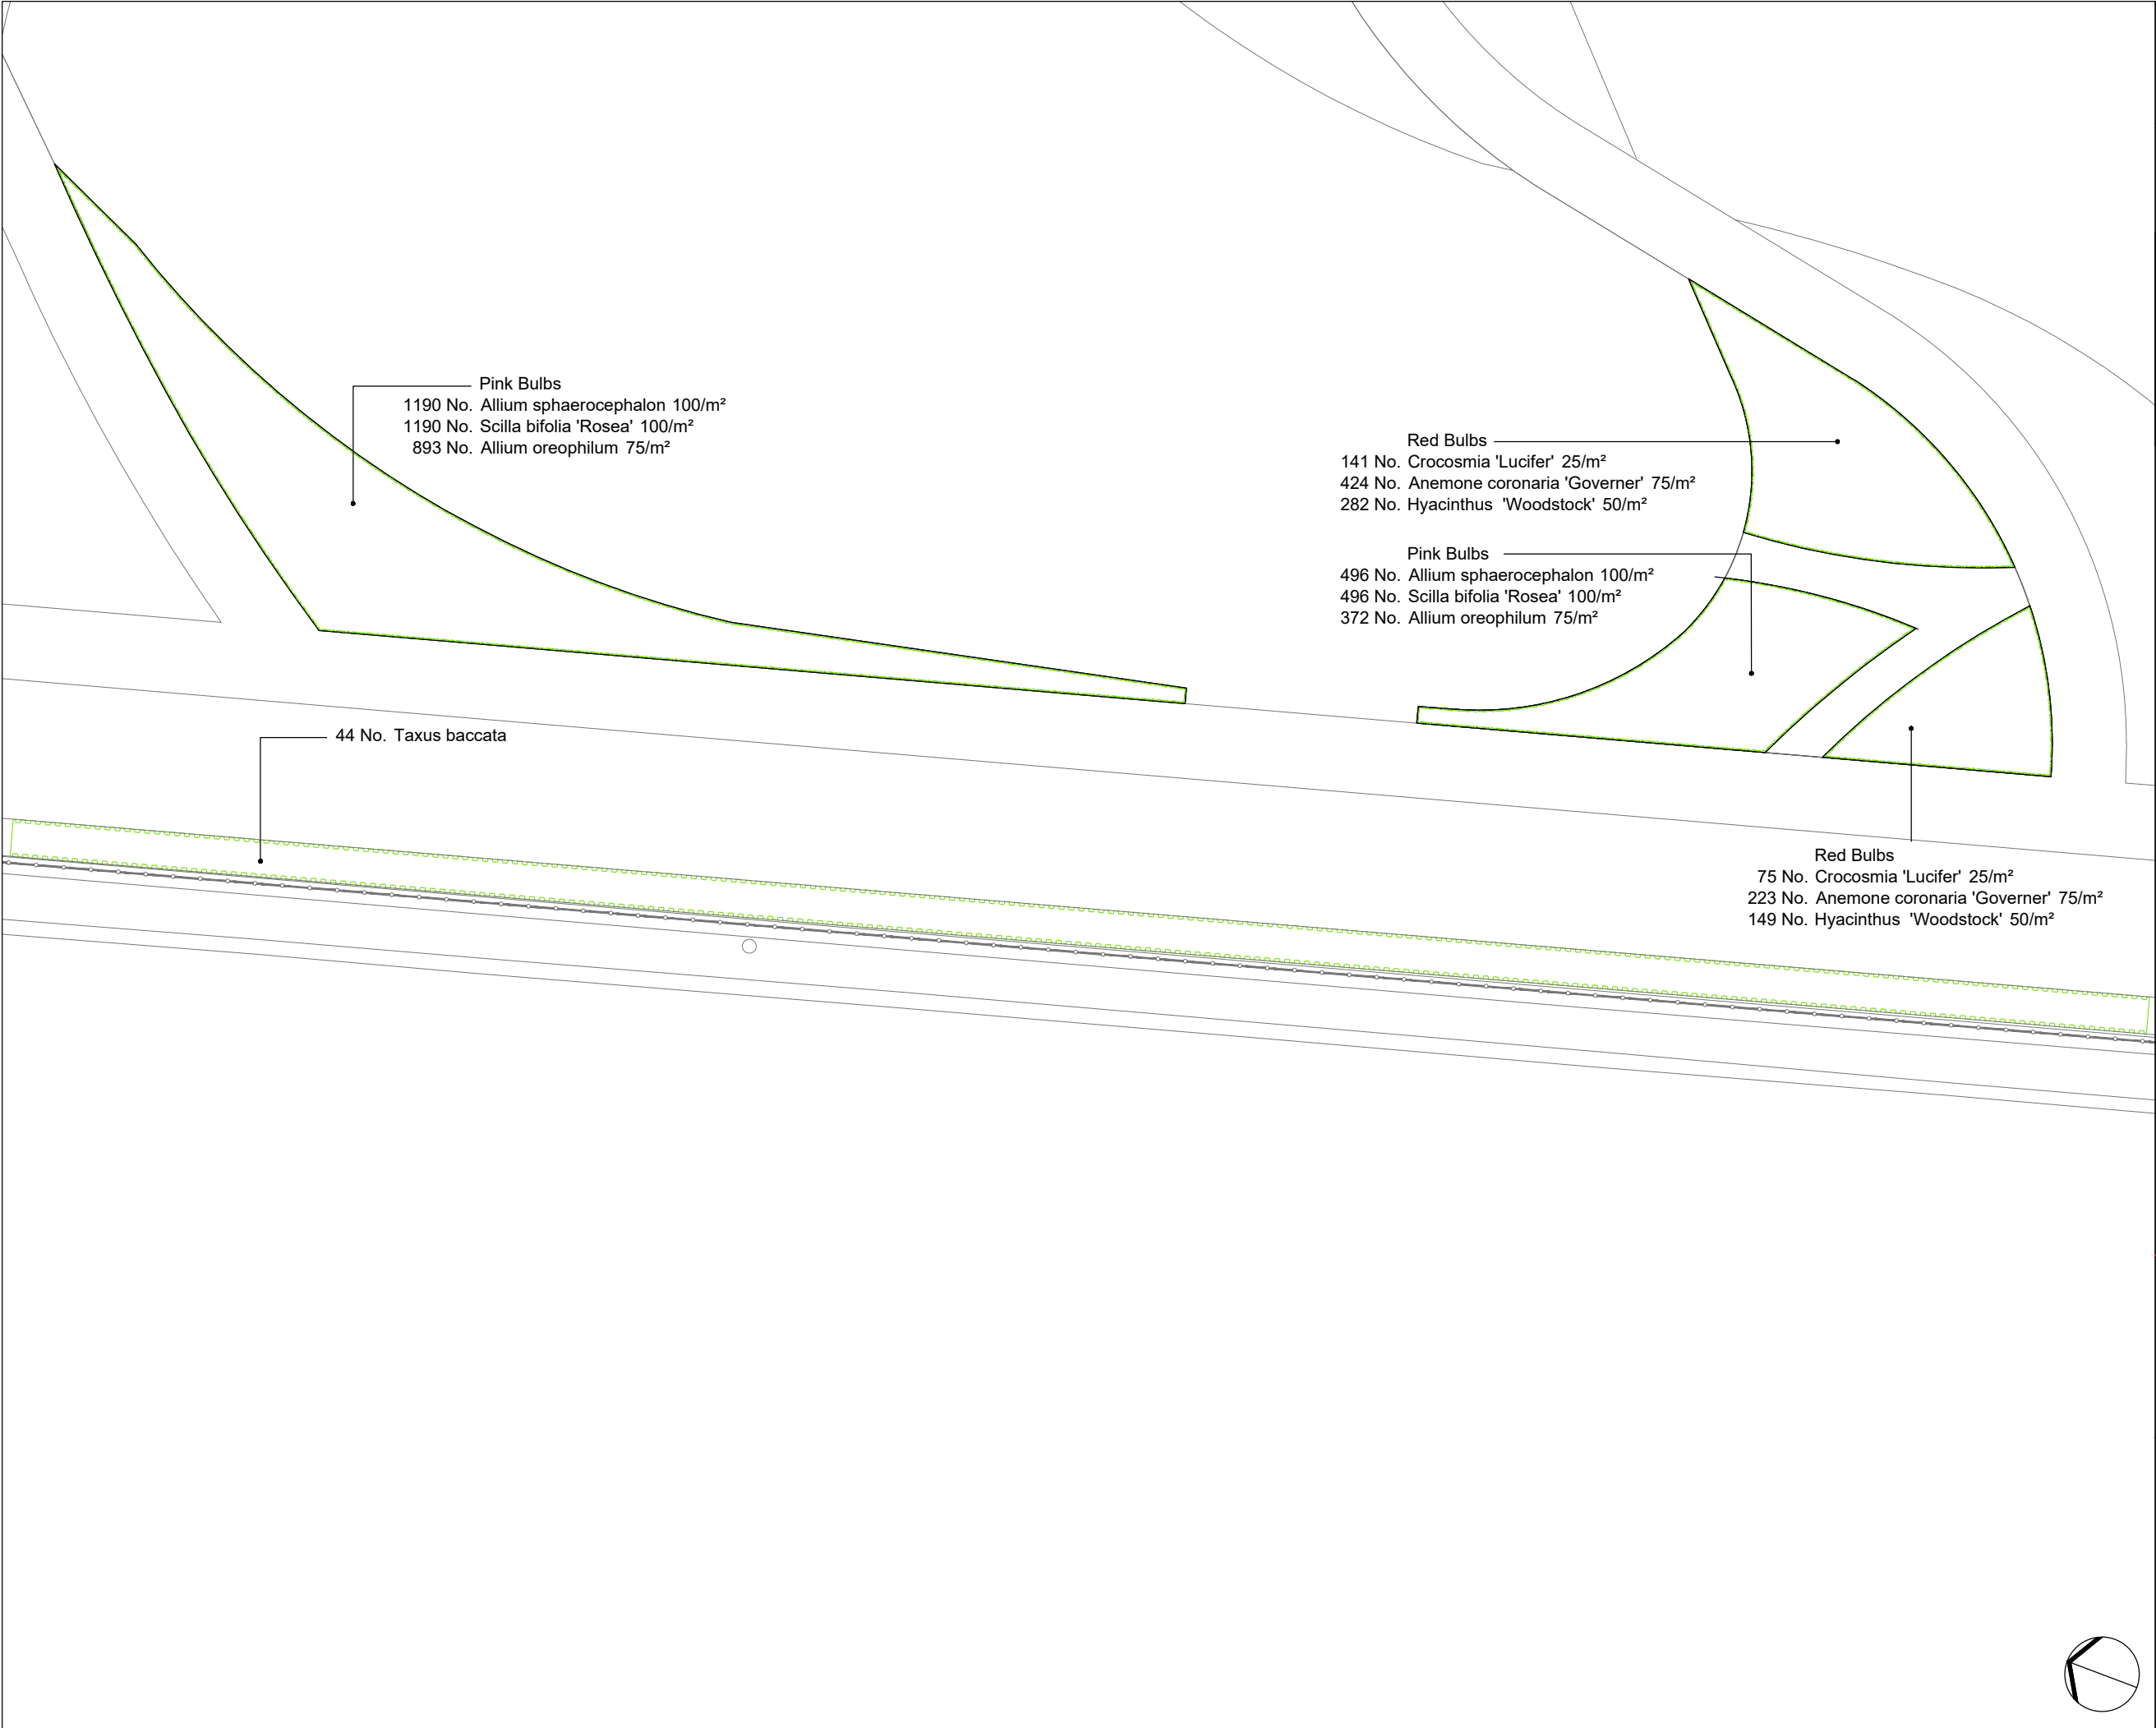 Pink Bulbs
1190 No. Allium sphaerocephalon 100/m²
1190 No. Scilla bifolia 'Rosea' 100/m²
893 No. Allium oreophilum 75/m²
Red Bulbs
141 No. Crocosmia 'Lucifer' 25/m²
424 No. Anemone coronaria 'Governer' 75/m²
282 No. Hyacinthus 'Woodstock' 50/m²
Pink Bulbs
496 No. Allium sphaerocephalon 100/m²
496 No. Scilla bifolia 'Rosea' 100/m²
372 No. Allium oreophilum 75/m²
44 No. Taxus baccata
Red Bulbs
75 No. Crocosmia 'Lucifer' 25/m²
223 No. Anemone coronaria 'Governer' 75/m²
149 No. Hyacinthus 'Woodstock' 50/m²